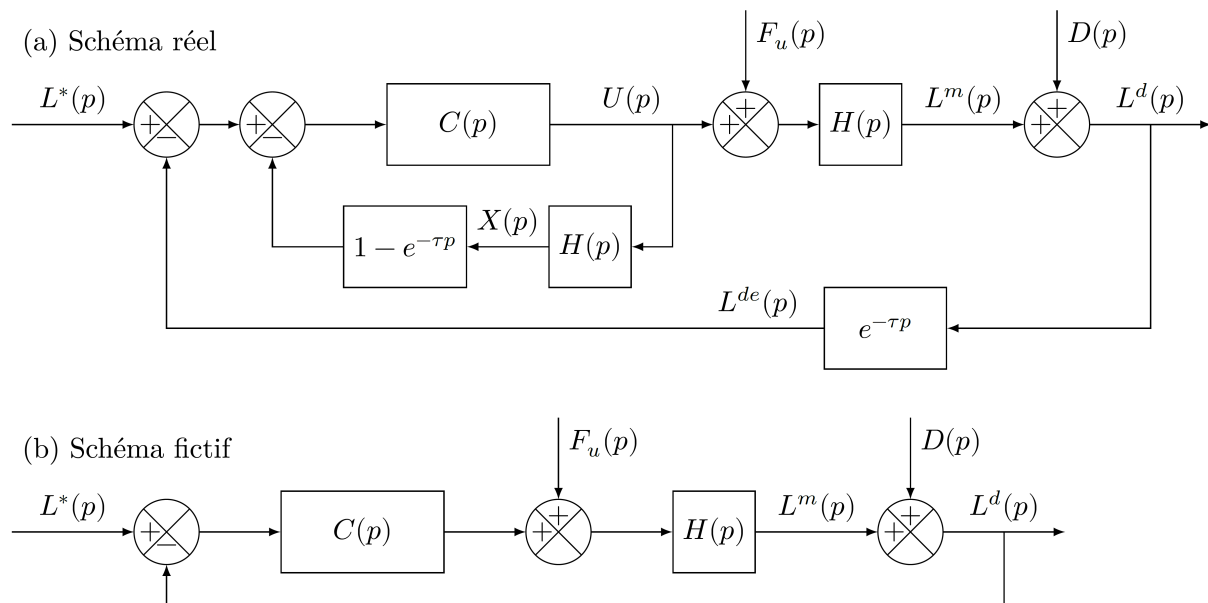 (a) Schéma réel
F_u(p) D(p)
L^*(p) C(p) U(p) H(p) L^m(p) L^d(p)
+ − + − + + + +
1 − e^{−τp} X(p) H(p)
L^{de}(p) e^{−τp}
(b) Schéma fictif
F_u(p) D(p)
L^*(p) C(p) H(p) L^m(p) L^d(p)
+ − + + + +